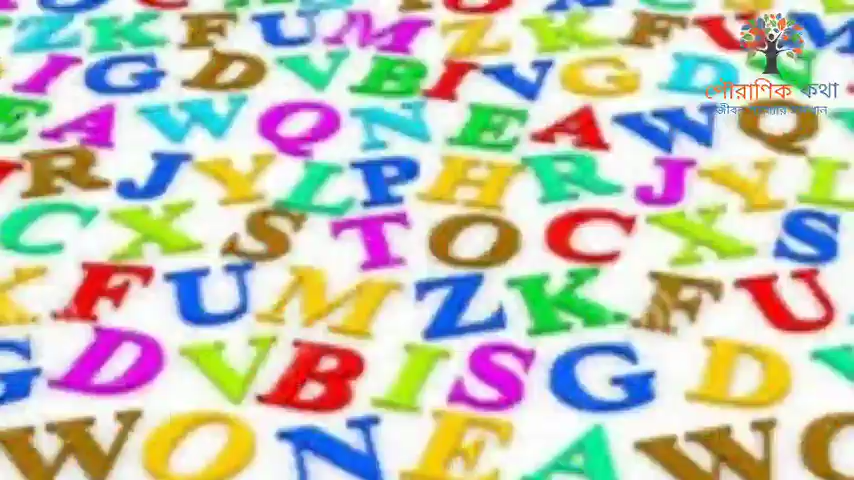 Z K F U M Z K F U M
I G D V B I V G D V
E A W Q N E A W Q
R J Y L P H R J Y L
C X S T O C X S
K F U M Z K F U
G D V B I S G D
W O N E A W O
পৌরাণিক কথা